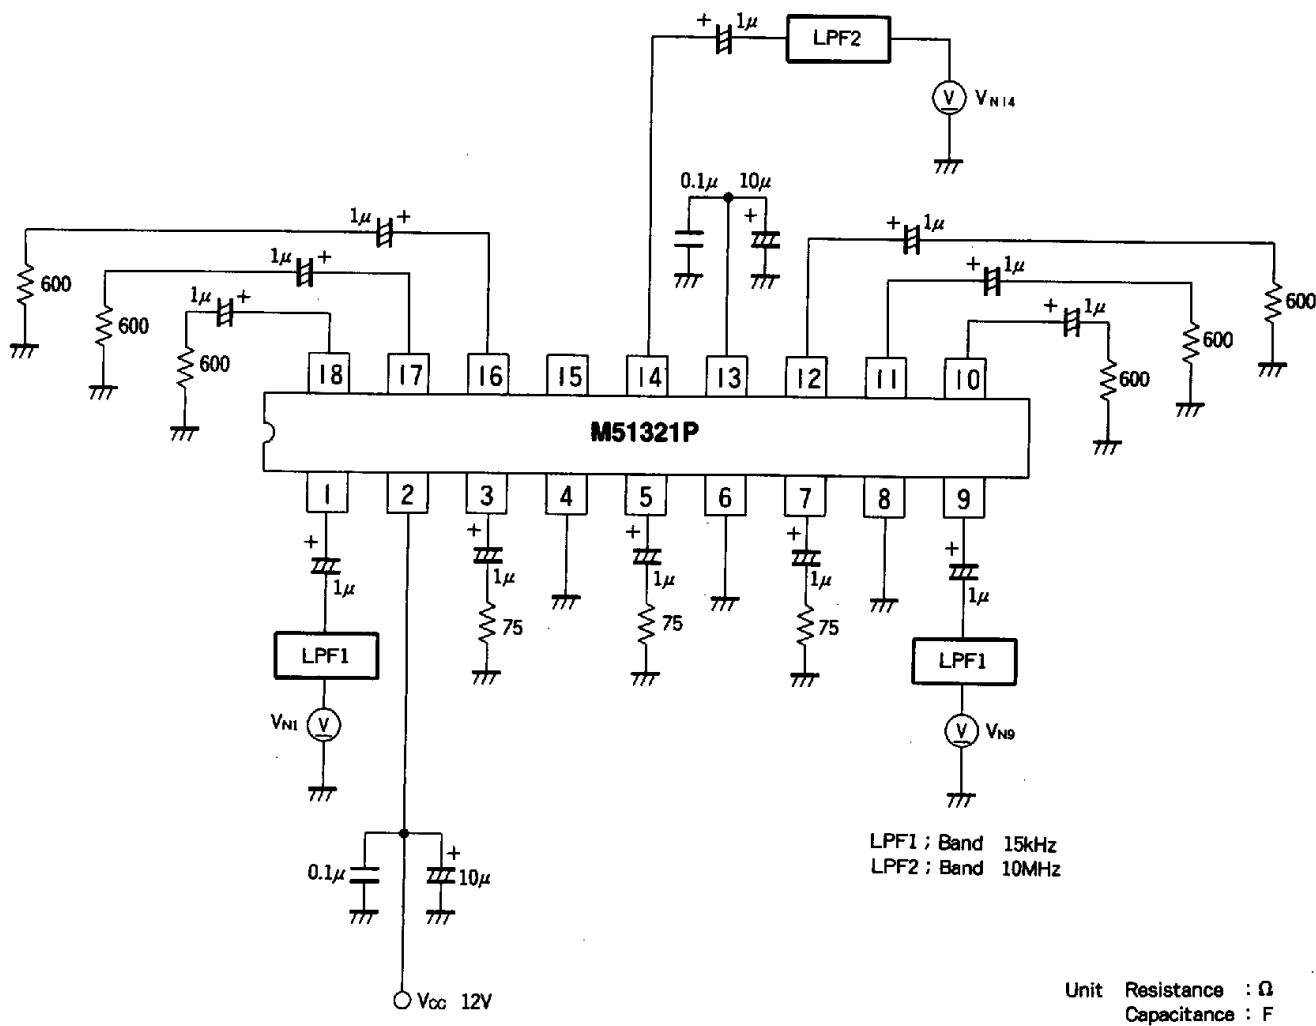 + 1μ LPF2
V N14
0.1μ 10μ
+
1μ + + 1μ
1μ + + 1μ
600 1μ + + 1μ 600
600 600
600 600
18 17 16 15 14 13 12 11 10
M51321P
1 2 3 4 5 6 7 8 9
+ + + + +
1μ 1μ 1μ 1μ 1μ
75 75 75
LPF1 LPF1
VN1 V V VN9
LPF1 ; Band 15kHz
LPF2 ; Band 10MHz
+
0.1μ 10μ
VCC 12V
Unit Resistance : Ω
Capacitance : F